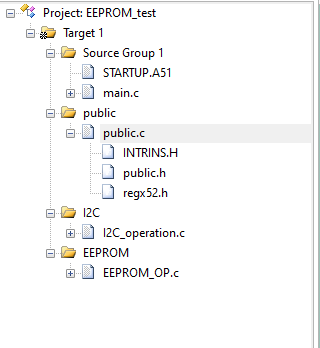 Project: EEPROM_test
Target 1
Source Group 1
STARTUP.A51
main.c
public
public.c
INTRINS.H
public.h
regx52.h
I2C
I2C_operation.c
EEPROM
EEPROM_OP.c